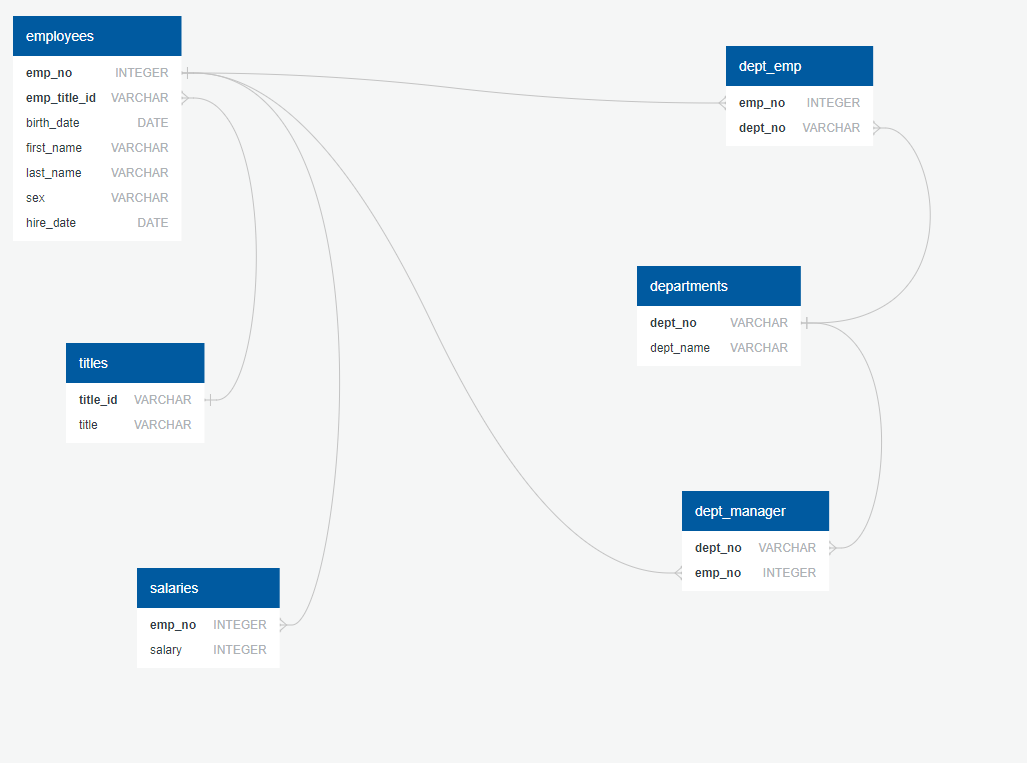 employees
emp_no INTEGER
emp_title_id VARCHAR
birth_date DATE
first_name VARCHAR
last_name VARCHAR
sex VARCHAR
hire_date DATE
dept_emp
emp_no INTEGER
dept_no VARCHAR
departments
dept_no VARCHAR
dept_name VARCHAR
titles
title_id VARCHAR
title VARCHAR
dept_manager
dept_no VARCHAR
emp_no INTEGER
salaries
emp_no INTEGER
salary INTEGER